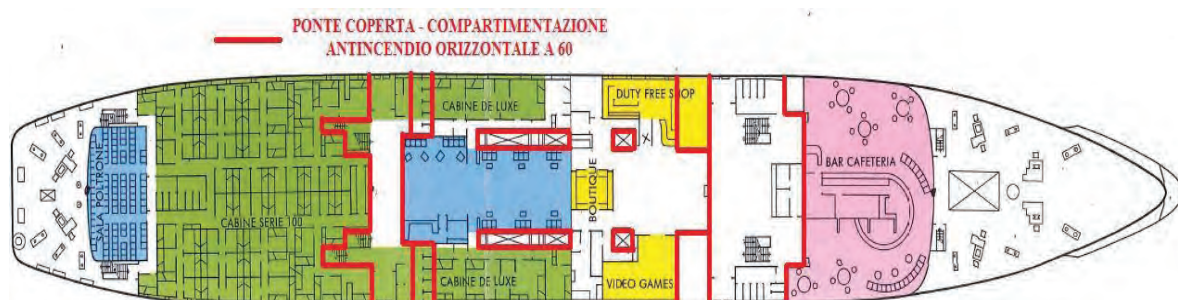 PONTE COPERTA - COMPARTIMENTAZIONE
ANTINCENDIO ORIZZONTALE A 60
CABINE DE LUXE
DUTY FREE SHOP
SALA POLTRONE
CABINE SERIE 100
BOUTIQUE
BAR CAFETERIA
CABINE DE LUXE
VIDEO GAMES